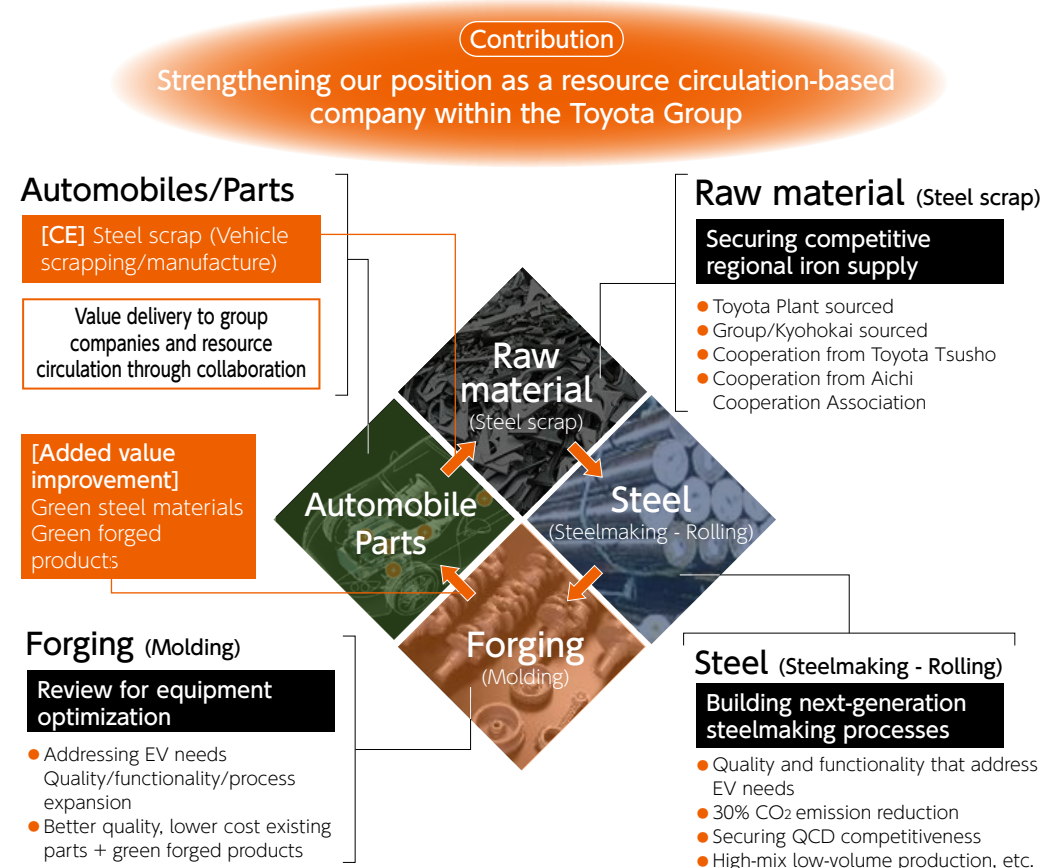 Contribution
Strengthening our position as a resource circulation-based
company within the Toyota Group
Automobiles/Parts
[CE] Steel scrap (Vehicle
scrapping/manufacture)
Value delivery to group
companies and resource
circulation through collaboration
[Added value
improvement]
Green steel materials
Green forged
products
Raw material (Steel scrap)
Securing competitive
regional iron supply
● Toyota Plant sourced
● Group/Kyohokai sourced
● Cooperation from Toyota Tsusho
● Cooperation from Aichi
Cooperation Association
Raw
material
(Steel scrap)
Automobile
Parts
Steel
(Steelmaking - Rolling)
Forging
(Molding)
Forging (Molding)
Review for equipment
optimization
● Addressing EV needs
Quality/functionality/process
expansion
● Better quality, lower cost existing
parts + green forged products
Steel (Steelmaking - Rolling)
Building next-generation
steelmaking processes
● Quality and functionality that address
EV needs
● 30% CO2 emission reduction
● Securing QCD competitiveness
● High-mix low-volume production, etc.